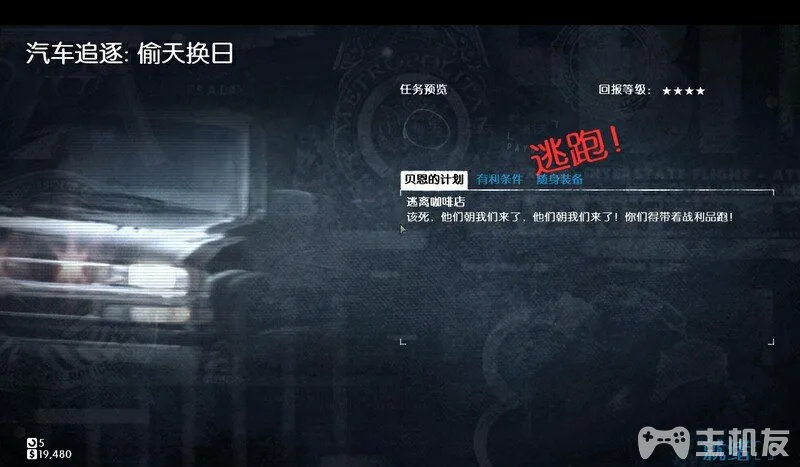 汽车追逐: 偷天换日
任务预览
回报等级: ★★★★
逃跑!
贝恩的计划 有利条件 随身装备
逃离咖啡店
该死, 他们朝我们来了, 他们朝我们来了! 你们得带着战利品跑!
METROPOLITAN
5
$19,480
主机友